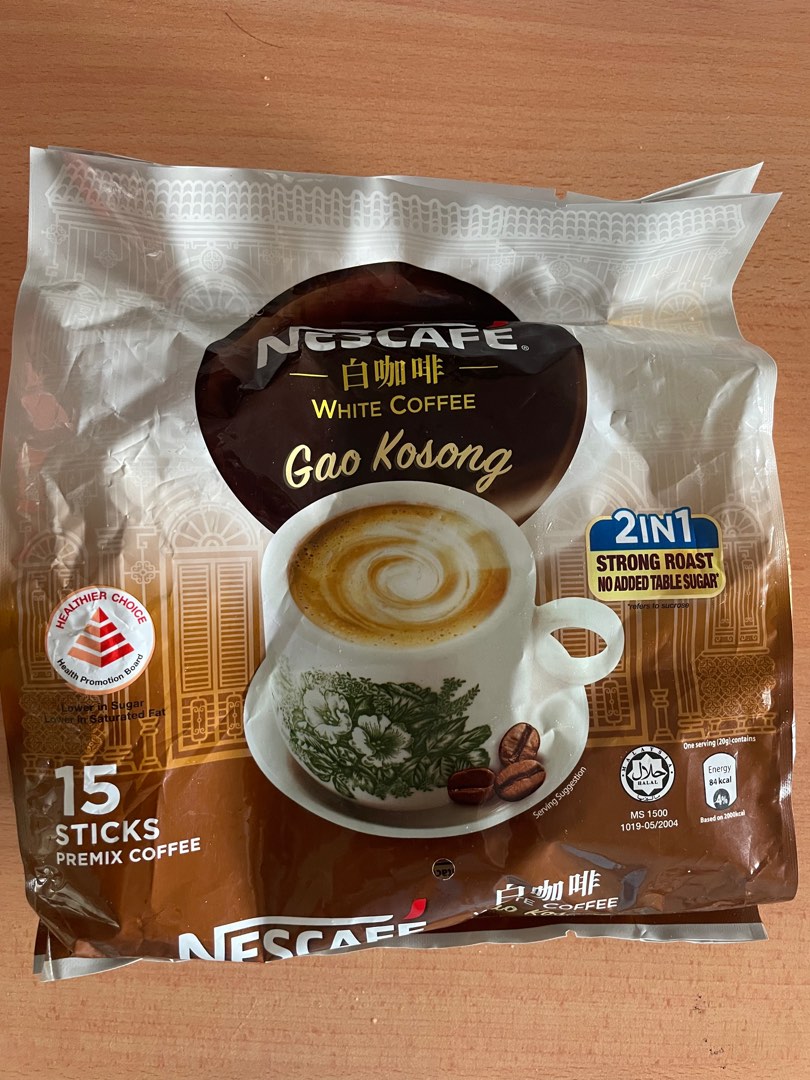 NESCAFÉ®
白咖啡
WHITE COFFEE
Gao Kosong
2IN1
STRONG ROAST
NO ADDED TABLE SUGAR*
*refers to sucrose
HEALTHIER CHOICE
Health Promotion Board
Lower in Sugar
Lower in Saturated Fat
15
STICKS
PREMIX COFFEE
Serving Suggestion
MALAYSIA
حلال
HALAL
MS 1500
1019-05/2004
One serving (20g) contains
Energy
84 kcal
4%
Based on 2000kcal
白咖啡
COFFEE
NESCAFÉ